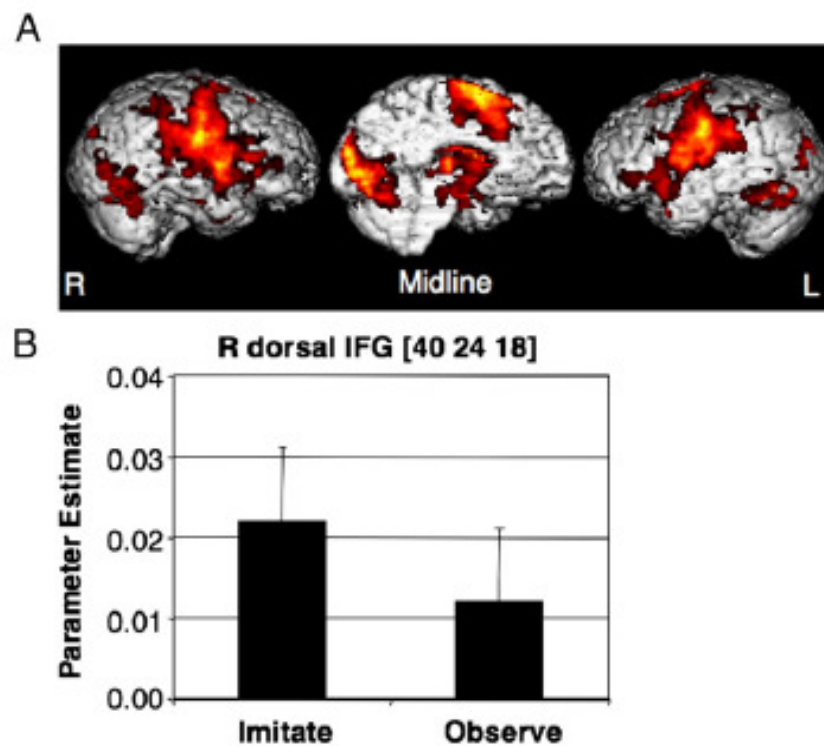 A
R Midline L
B
R dorsal IFG [40 24 18]
Parameter Estimate
0.04
0.03
0.02
0.01
0.00
Imitate Observe